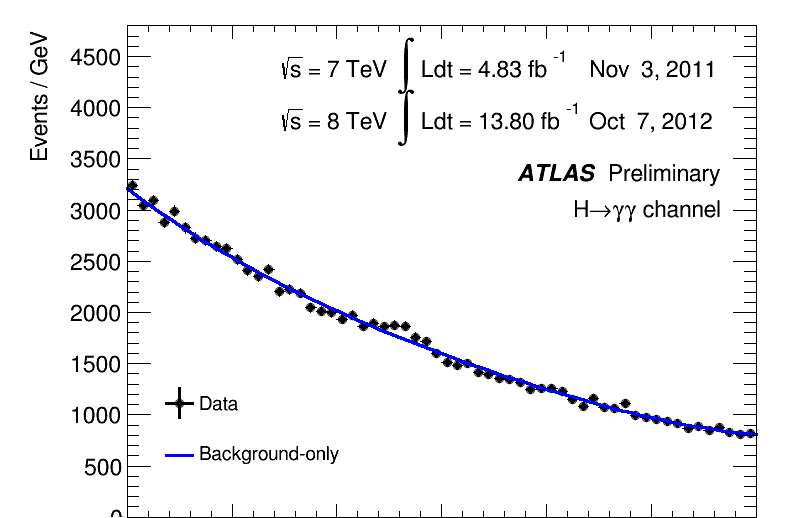 Events / GeV
4500
4000
3500
3000
2500
2000
1500
1000
500
0
√s = 7 TeV ∫ Ldt = 4.83 fb⁻¹ Nov 3, 2011
√s = 8 TeV ∫ Ldt = 13.80 fb⁻¹ Oct 7, 2012
ATLAS Preliminary
H→γγ channel
Data
Background-only